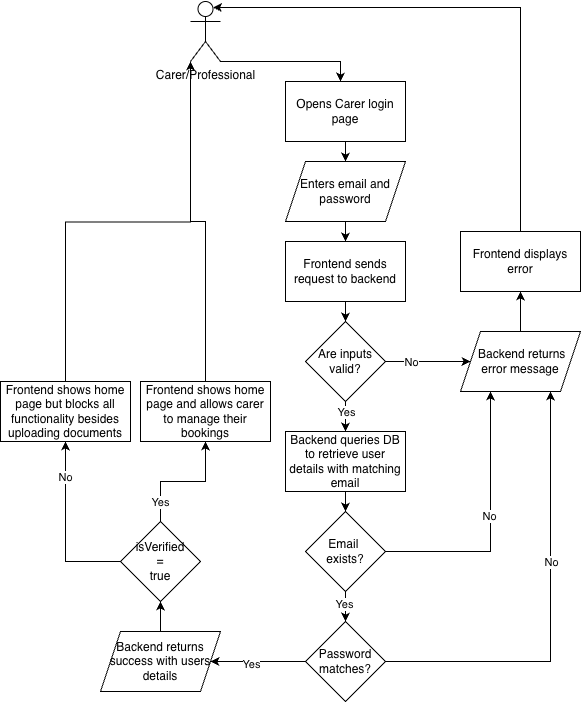 Carer/Professional
Opens Carer login
page
Enters email and
password
Frontend sends
request to backend
Frontend displays
error
Are inputs
valid?
No
Backend returns
error message
Yes
Frontend shows home
page but blocks all
functionality besides
uploading documents
Frontend shows home
page and allows carer
to manage their
bookings
Backend queries DB
to retrieve user
details with matching
email
No
Yes
No
isVerified
=
true
Email
exists?
No
Yes
Backend returns
success with users
details
Yes
Password
matches?